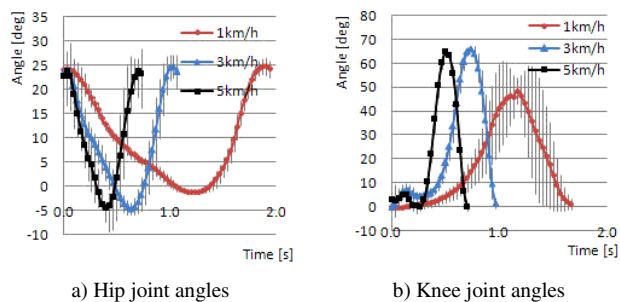 Angle [deg]
35
30
25
20
15
10
5
0
-5
-10
0.0
1.0
2.0
Time [s]
1km/h
3km/h
5km/h
a) Hip joint angles
Angle [deg]
80
70
60
50
40
30
20
10
0
-10
0.0
1.0
2.0
Time [s]
1km/h
3km/h
5km/h
b) Knee joint angles